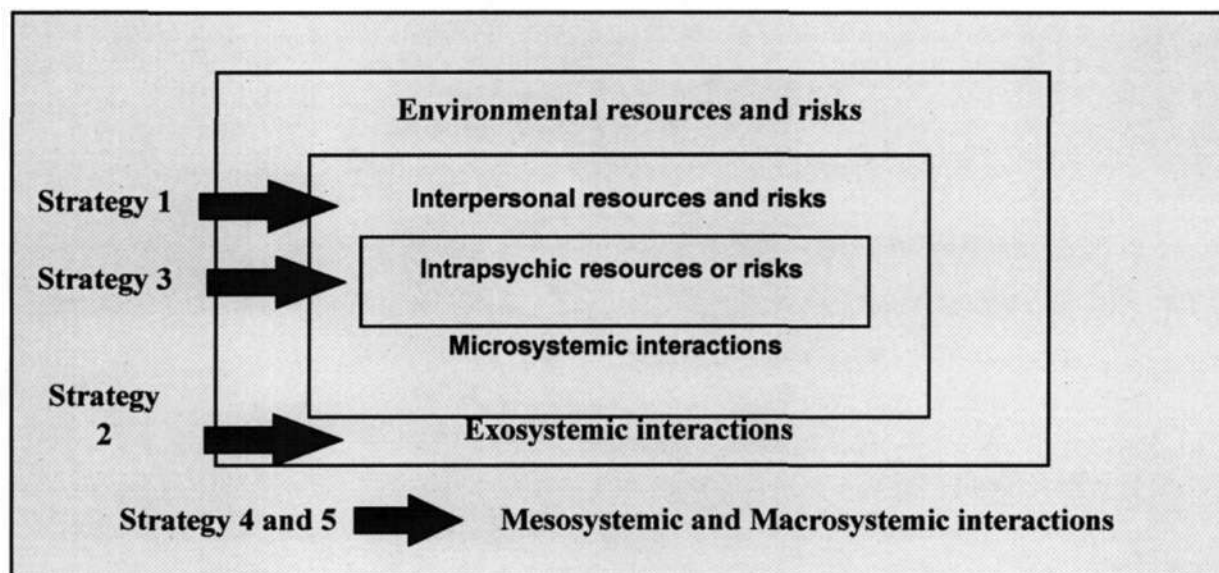 Environmental resources and risks
Strategy 1
Interpersonal resources and risks
Strategy 3
Intrapsychic resources or risks
Microsystemic interactions
Strategy
2
Exosystemic interactions
Strategy 4 and 5
Mesosystemic and Macrosystemic interactions